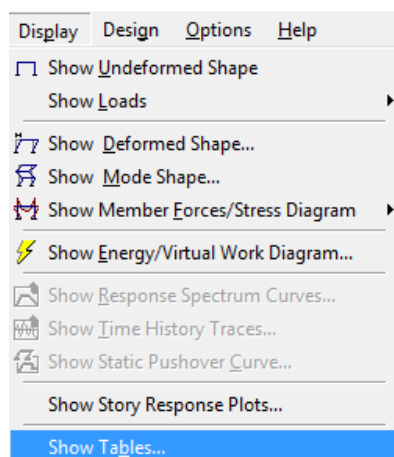 Display Design Options Help
Show Undeformed Shape
Show Loads
Show Deformed Shape...
Show Mode Shape...
Show Member Forces/Stress Diagram
Show Energy/Virtual Work Diagram...
Show Response Spectrum Curves...
Show Time History Traces...
Show Static Pushover Curve...
Show Story Response Plots...
Show Tables...